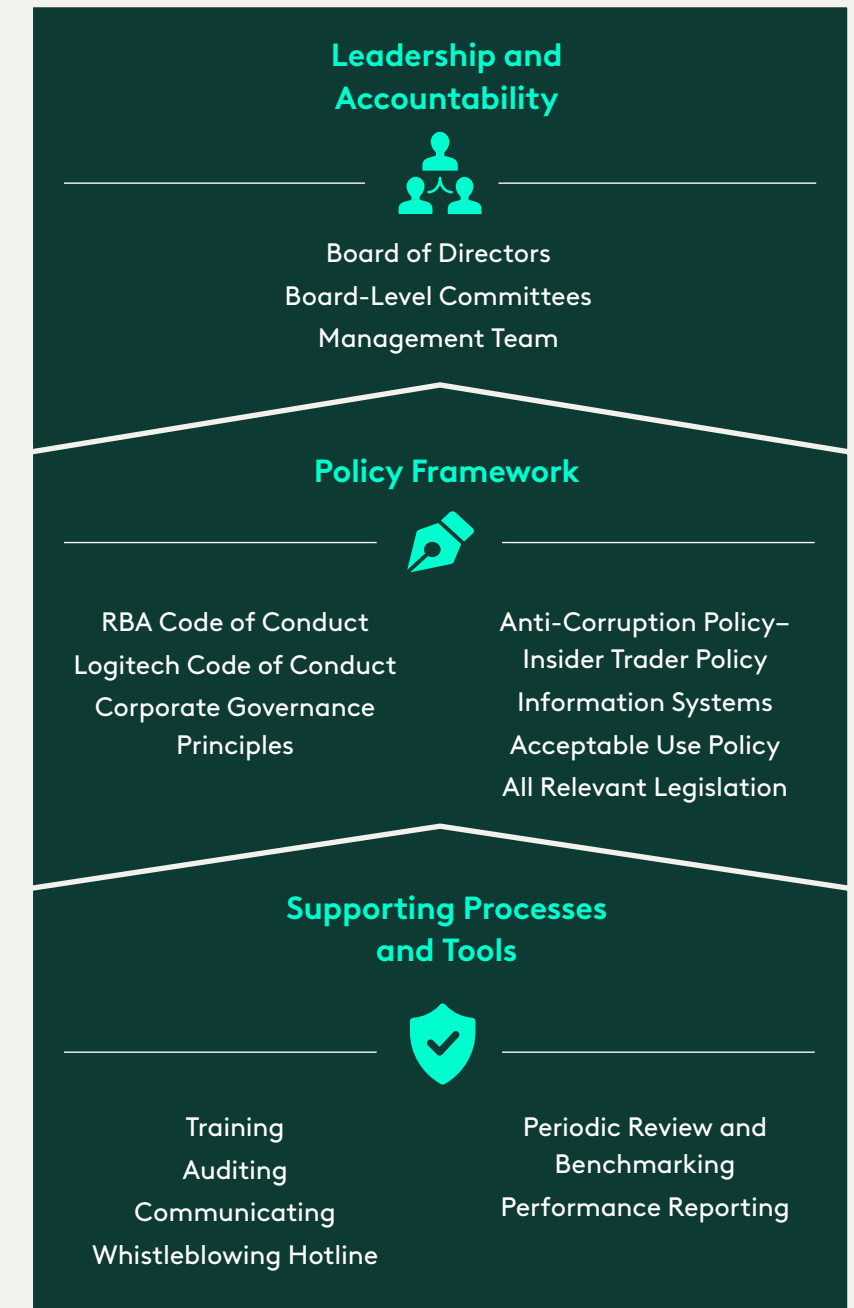 Leadership and
Accountability
Board of Directors
Board-Level Committees
Management Team
Policy Framework
RBA Code of Conduct
Logitech Code of Conduct
Corporate Governance
Principles
Anti-Corruption Policy–
Insider Trader Policy
Information Systems
Acceptable Use Policy
All Relevant Legislation
Supporting Processes
and Tools
Training
Auditing
Communicating
Whistleblowing Hotline
Periodic Review and
Benchmarking
Performance Reporting